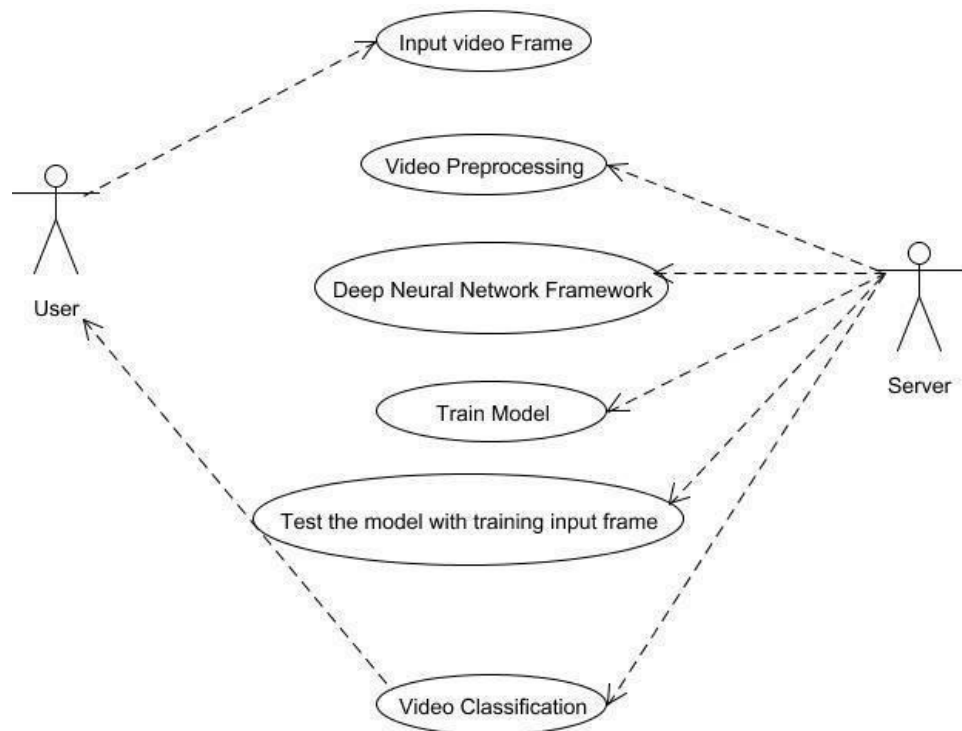 Input video Frame
Video Preprocessing
Deep Neural Network Framework
User
Server
Train Model
Test the model with training input frame
Video Classification